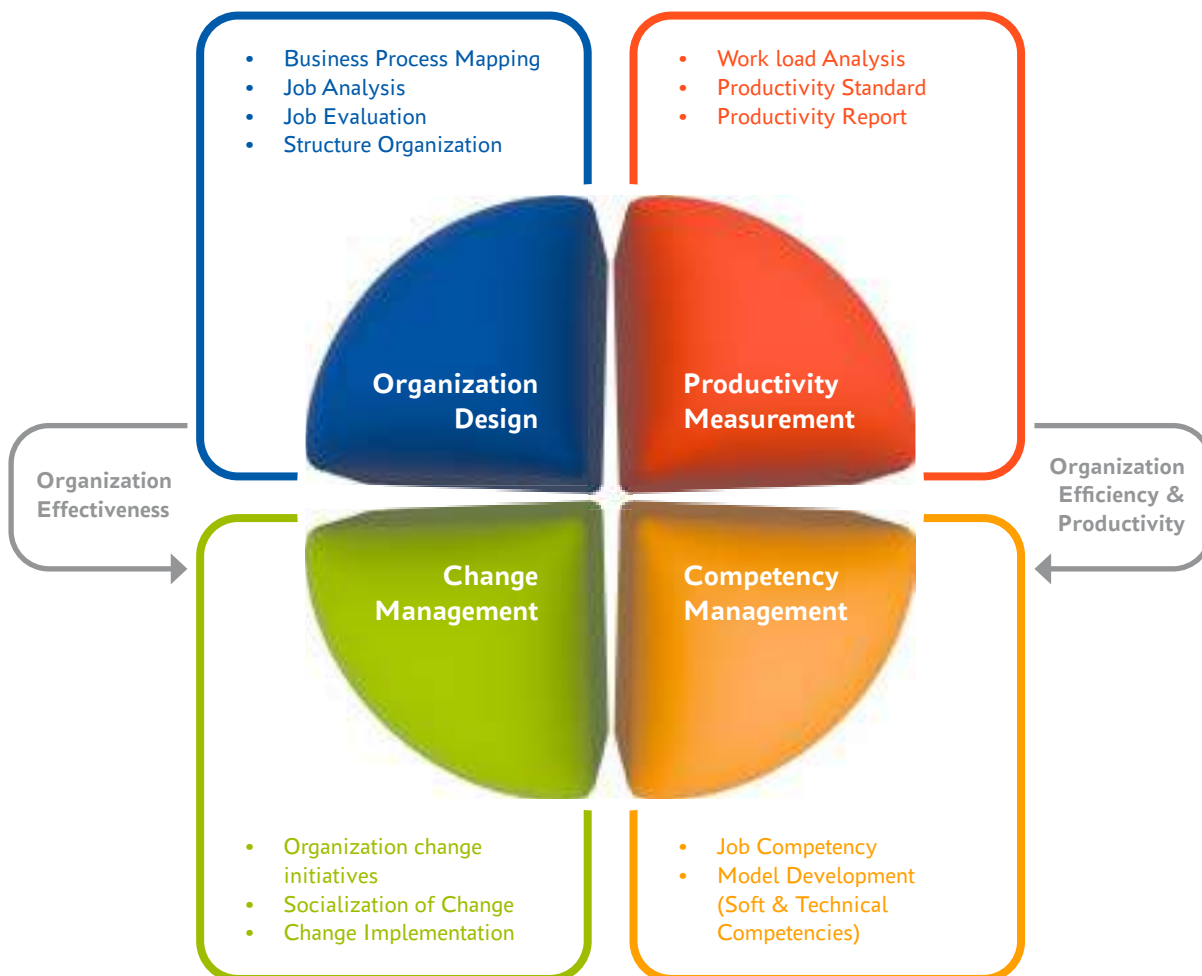 • Business Process Mapping
• Job Analysis
• Job Evaluation
• Structure Organization
• Work load Analysis
• Productivity Standard
• Productivity Report
Organization
Design
Productivity
Measurement
Organization
Effectiveness
Organization
Efficiency &
Productivity
Change
Management
Competency
Management
• Organization change
initiatives
• Socialization of Change
• Change Implementation
• Job Competency
• Model Development
(Soft & Technical
Competencies)